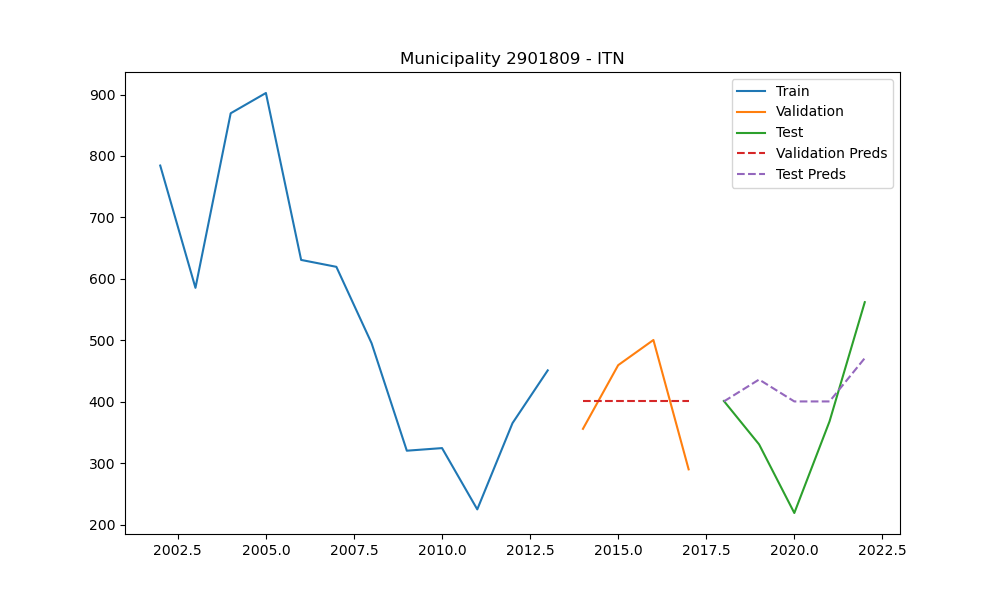 Municipality 2901809 - ITN
Train
Validation
Test
Validation Preds
Test Preds
900
800
700
600
500
400
300
200
2002.5 2005.0 2007.5 2010.0 2012.5 2015.0 2017.5 2020.0 2022.5